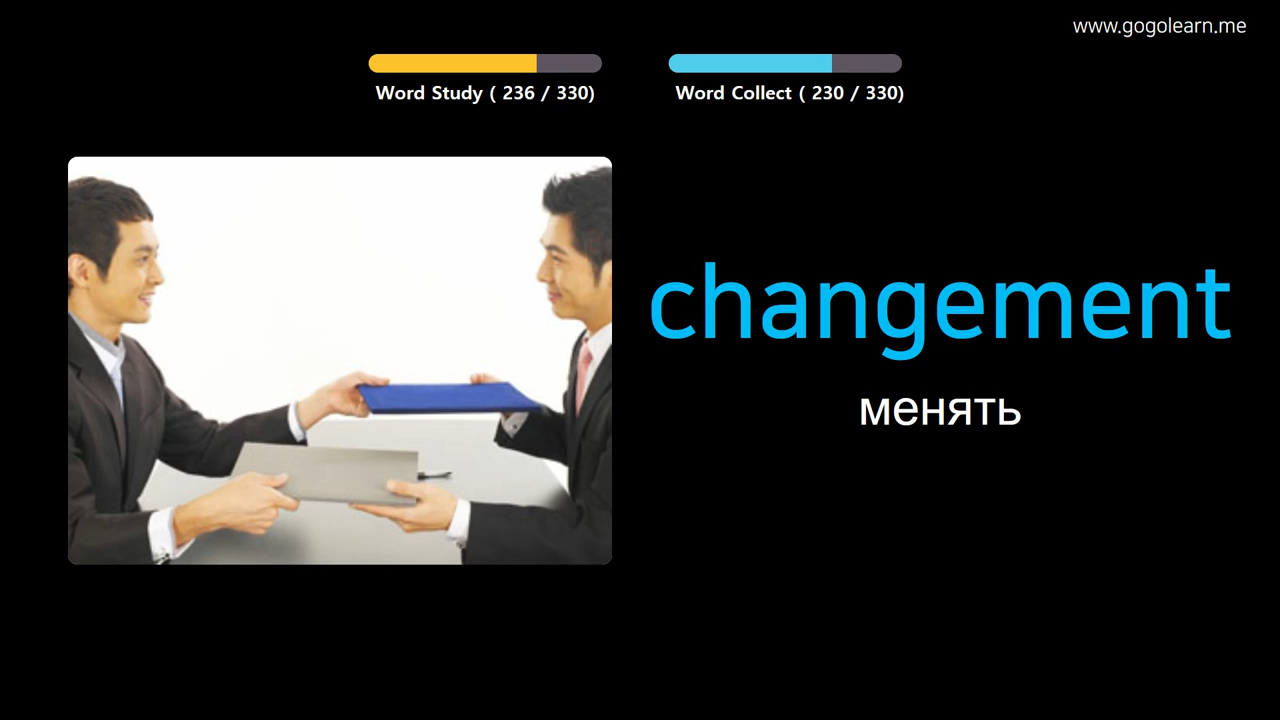 www.gogolearn.me
Word Study ( 236 / 330)
Word Collect ( 230 / 330)
changement
менять